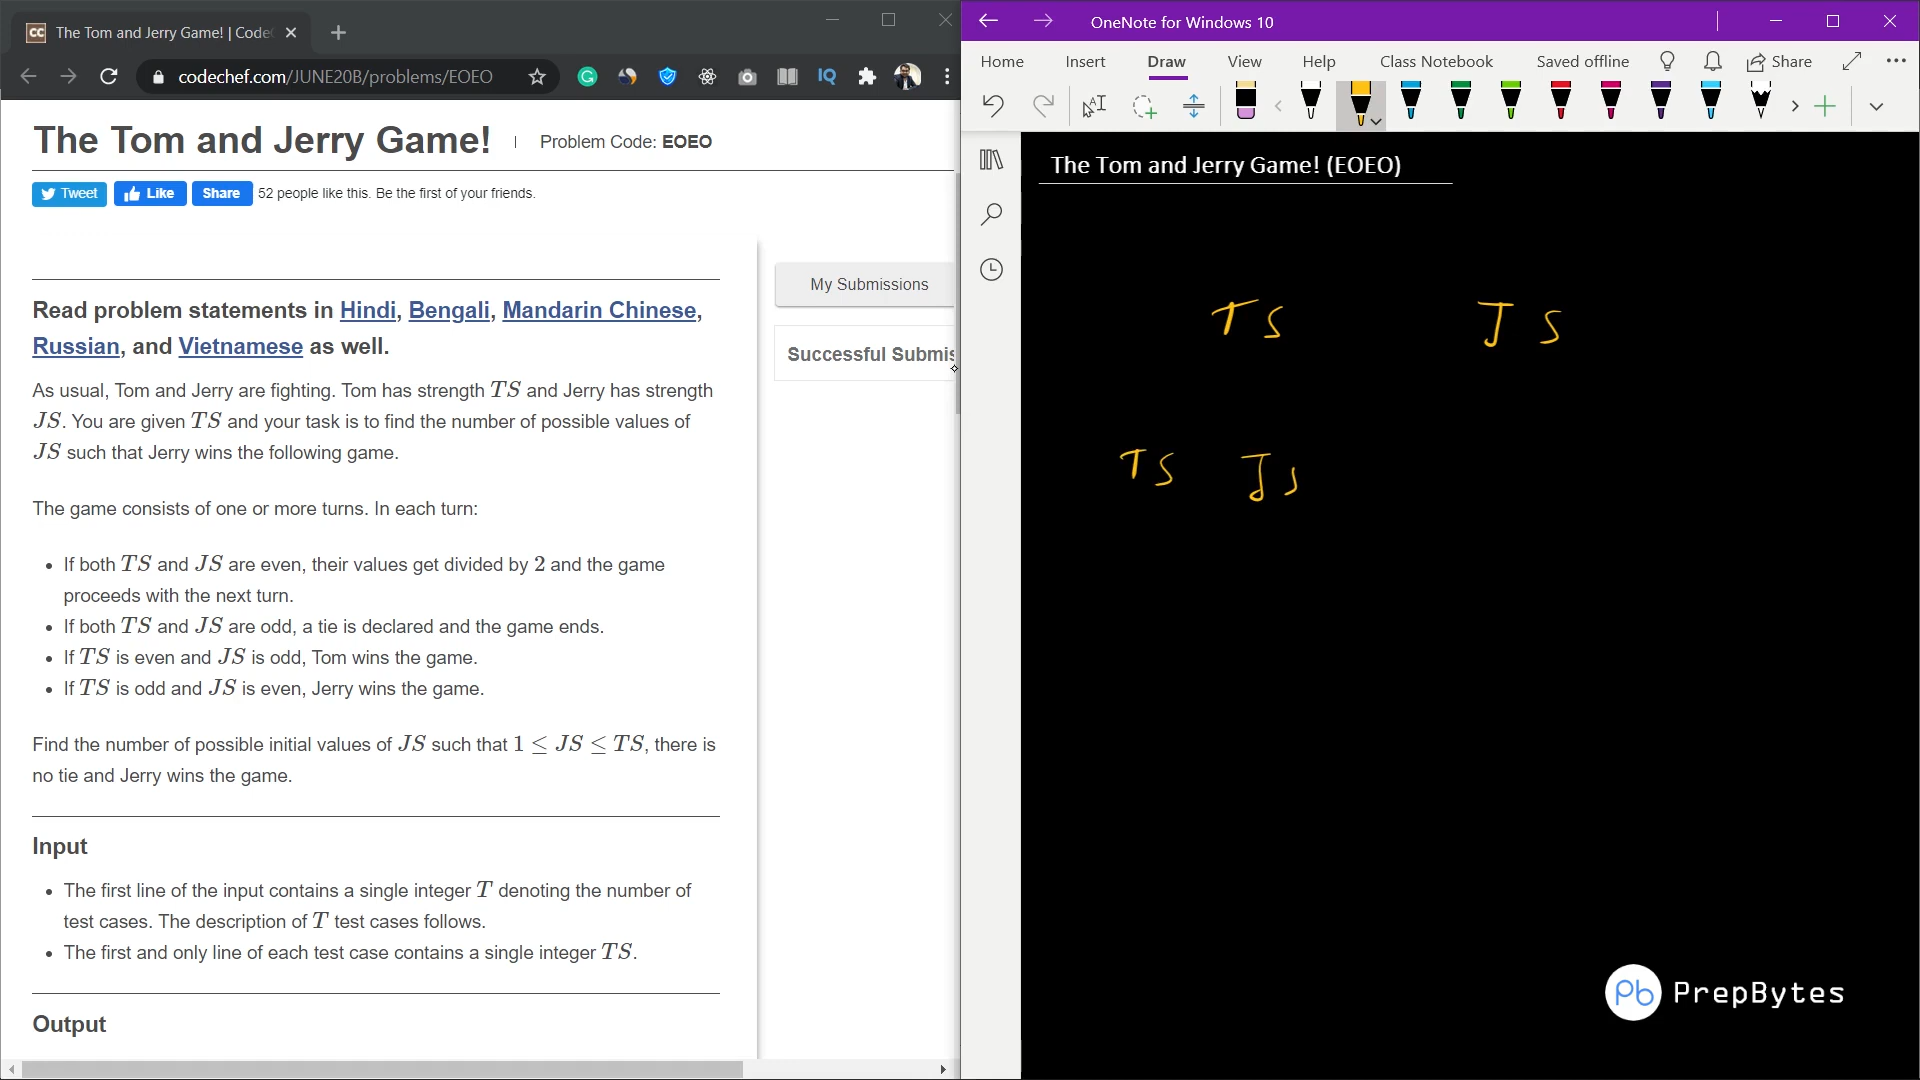 The Tom and Jerry Game! | Code
codechef.com/JUNE20B/problems/EOEO
IQ
The Tom and Jerry Game!
Problem Code: EOEO
Tweet
Like
Share
52 people like this. Be the first of your friends.
My Submissions
Successful Submis
Read problem statements in Hindi, Bengali, Mandarin Chinese,
Russian, and Vietnamese as well.
As usual, Tom and Jerry are fighting. Tom has strength TS and Jerry has strength
JS. You are given TS and your task is to find the number of possible values of
JS such that Jerry wins the following game.
The game consists of one or more turns. In each turn:
• If both TS and JS are even, their values get divided by 2 and the game
proceeds with the next turn.
• If both TS and JS are odd, a tie is declared and the game ends.
• If TS is even and JS is odd, Tom wins the game.
• If TS is odd and JS is even, Jerry wins the game.
Find the number of possible initial values of JS such that 1 ≤ JS ≤ TS, there is
no tie and Jerry wins the game.
Input
• The first line of the input contains a single integer T denoting the number of
test cases. The description of T test cases follows.
• The first and only line of each test case contains a single integer TS.
Output
OneNote for Windows 10
Home Insert Draw View Help Class Notebook Saved offline Share
The Tom and Jerry Game! (EOEO)
TS JS
TS JS
Pb PrepBytes